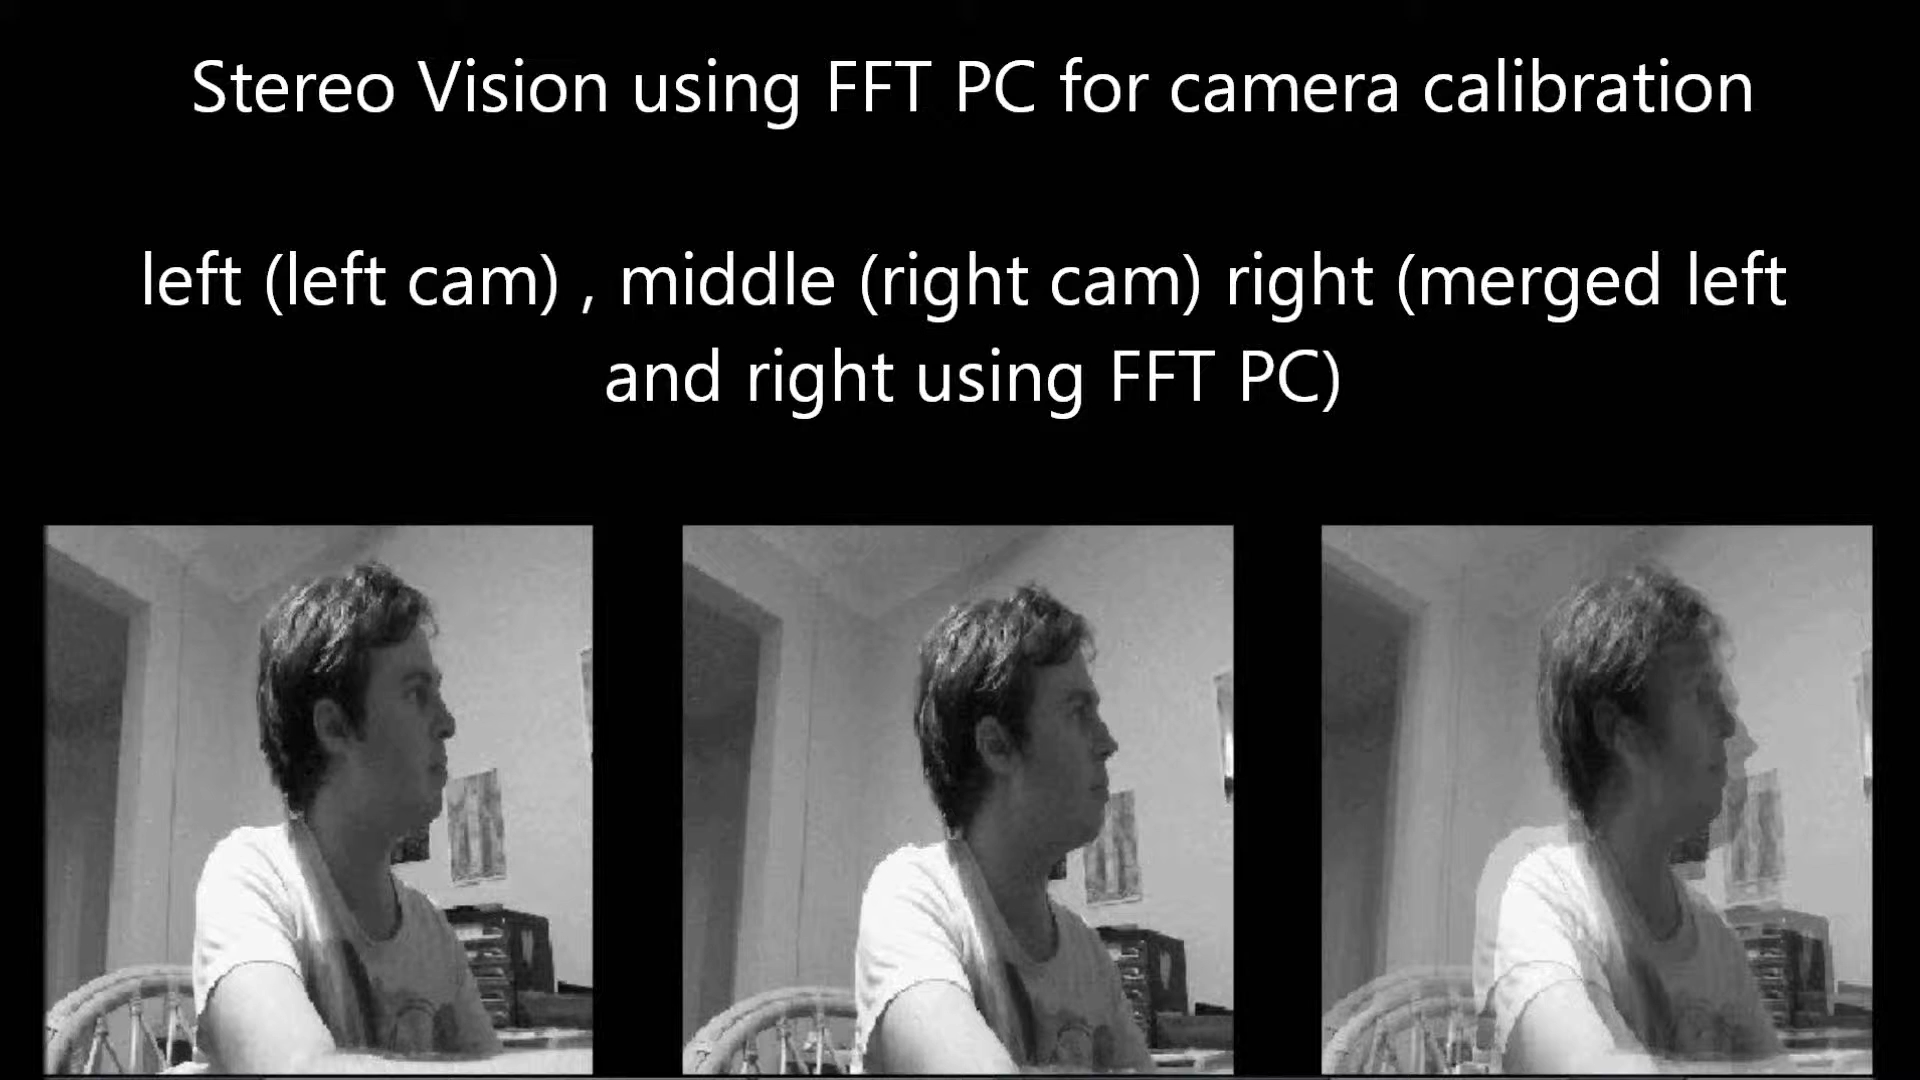 Stereo Vision using FFT PC for camera calibration
left (left cam) , middle (right cam) right (merged left
and right using FFT PC)